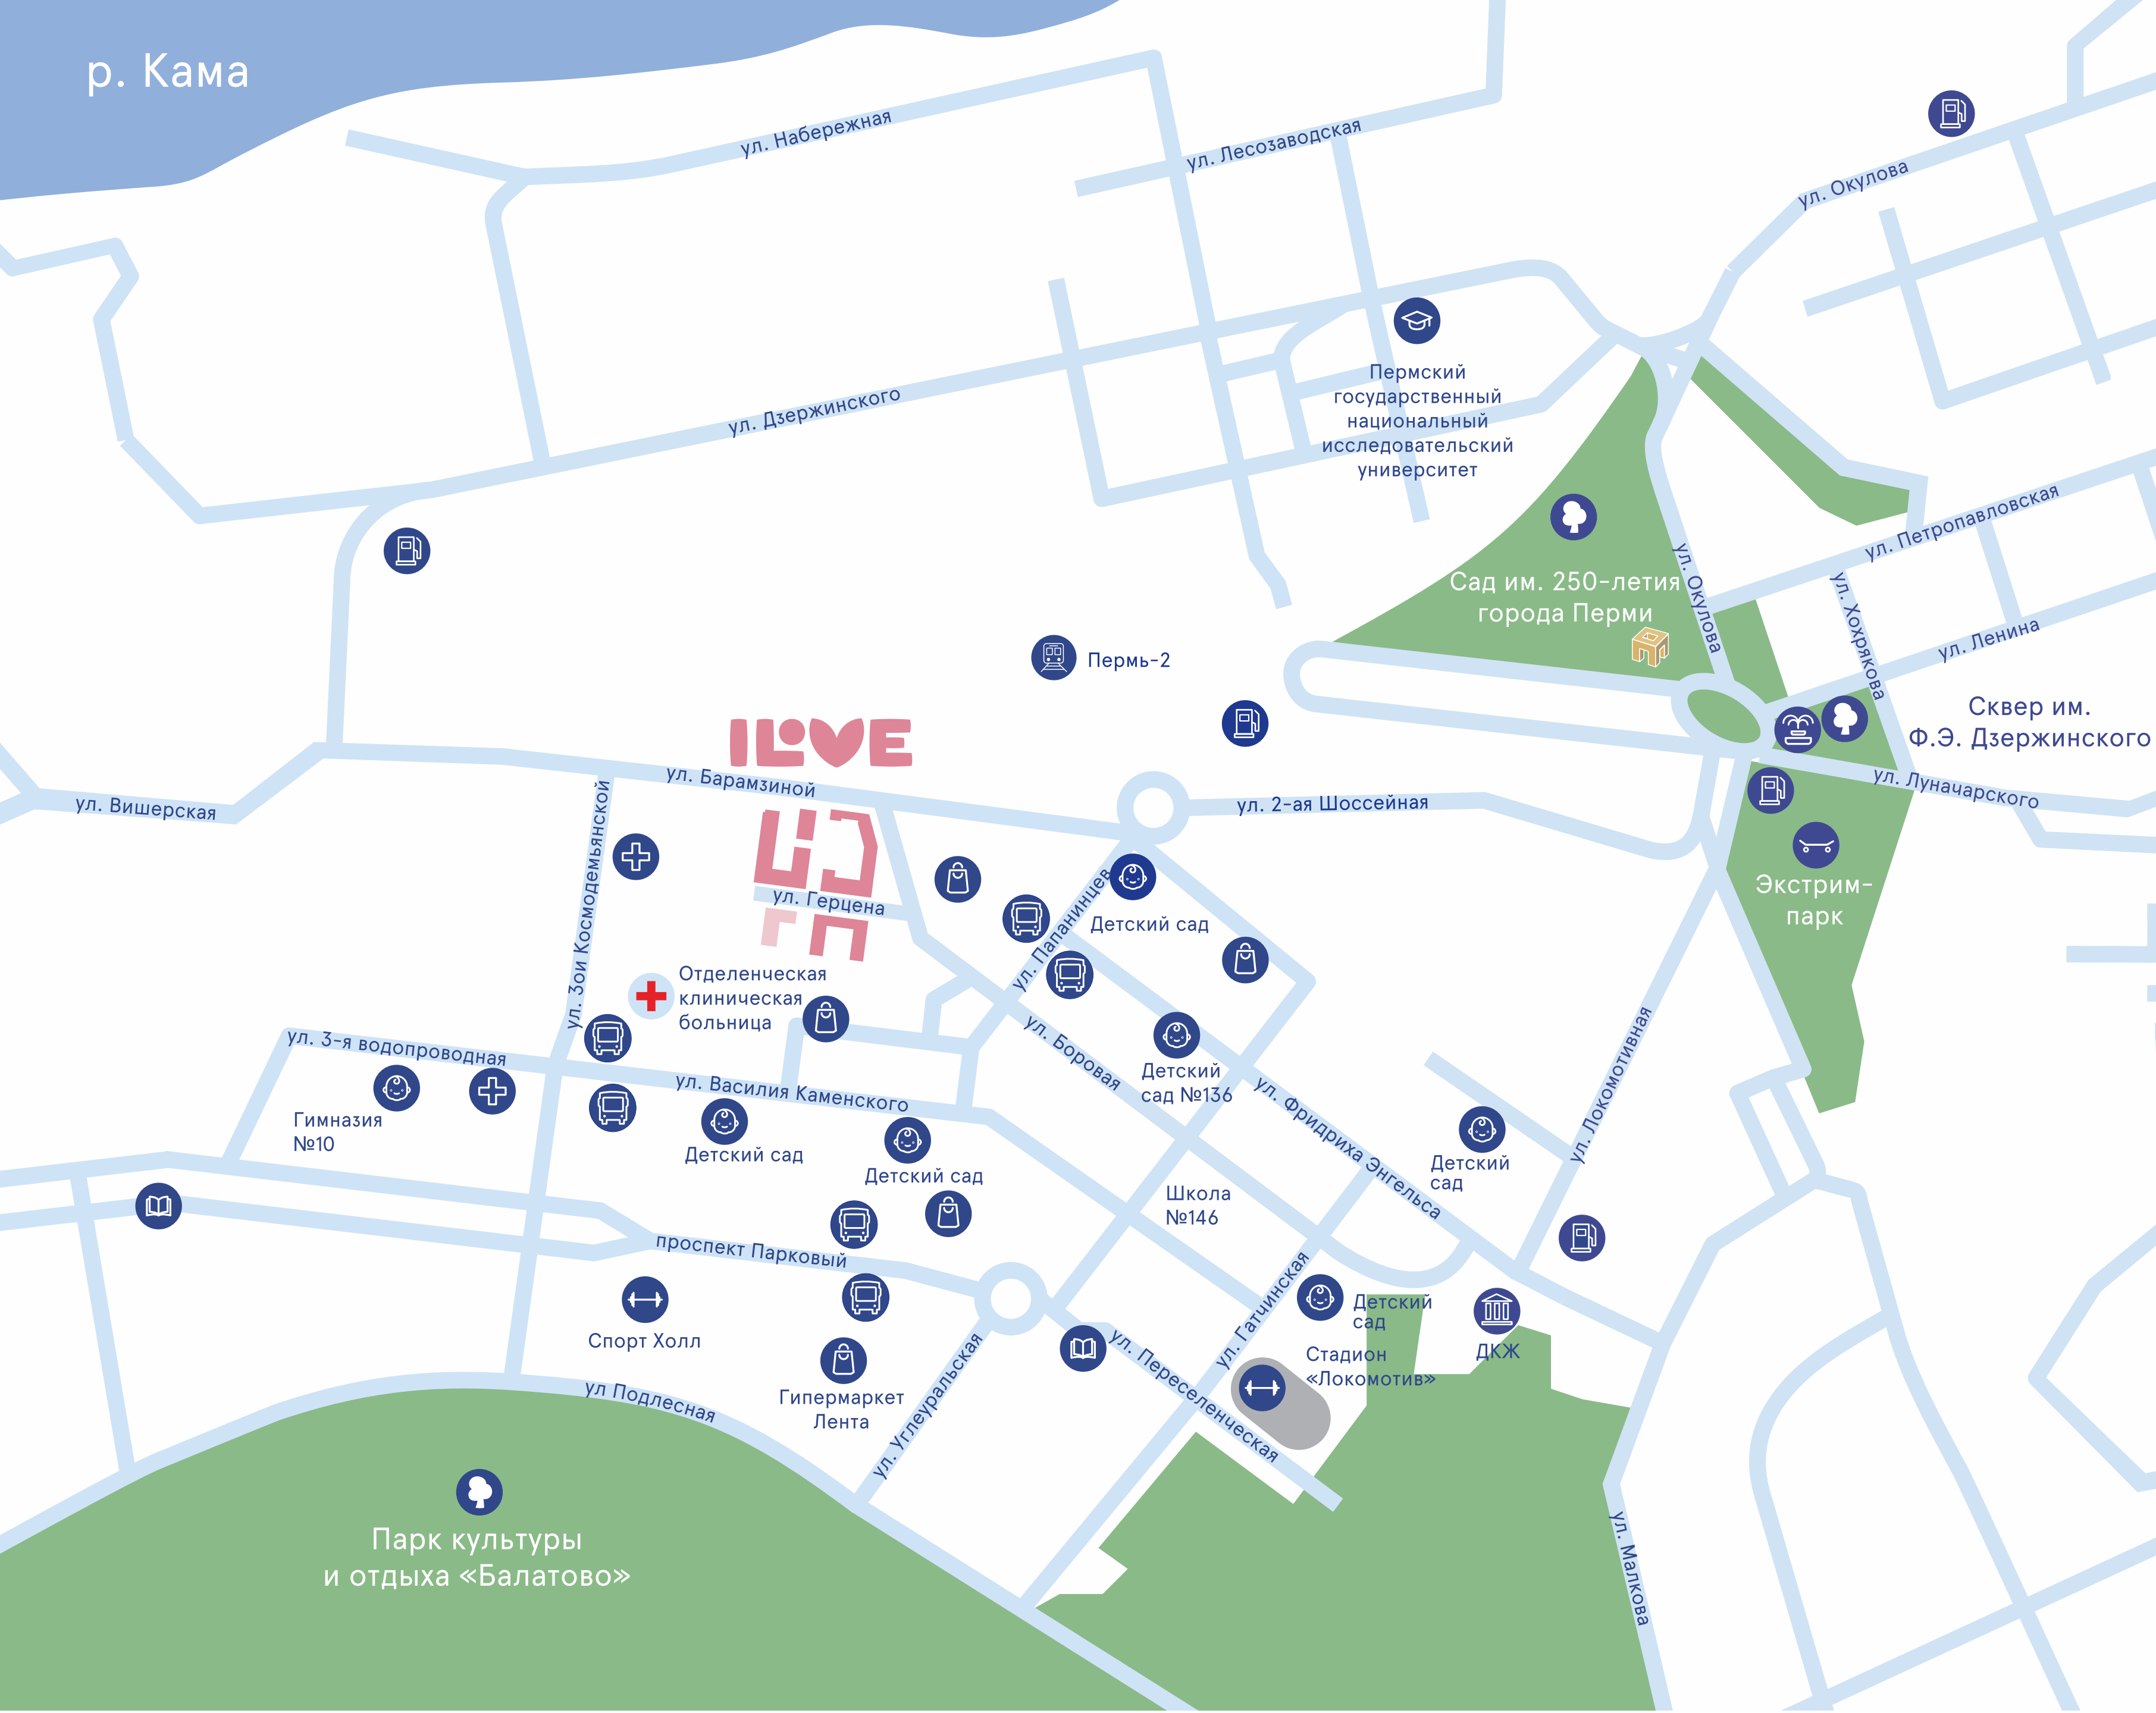 р. Кама
ул. Набережная
ул. Лесозаводская
ул. Окулова
Пермский
государственный
национальный
исследовательский
университет
ул. Дзержинского
ул. Петропавловская
Сад им. 250-летия
города Перми
ул. Окулова
ул. Хохрякова
ул. Ленина
Пермь-2
Сквер им.
Ф.Э. Дзержинского
I LOVE
ул. Барамзиной
ул. Вишерская
ул. 2-ая Шоссейная
ул. Луначарского
Экстрим-
парк
ул. Зои Космодемьянской
ул. Герцена
ул. Папанинцев
Детский сад
Отделенческая
клиническая
больница
ул. 3-я водопроводная
ул. Боровая
Детский
сад №136
ул. Василия Каменского
ул. Фридриха Энгельса
ул. Локомотивная
Гимназия
№10
Детский сад
Детский сад
Детский
сад
Школа
№146
проспект Парковый
ул. Гатчинская
Детский
сад
Спорт Холл
ДКЖ
Стадион
«Локомотив»
ул. Переселенческая
ул. Углеуральская
ул Подлесная
Гипермаркет
Лента
Парк культуры
и отдыха «Балатово»
ул. Малкова